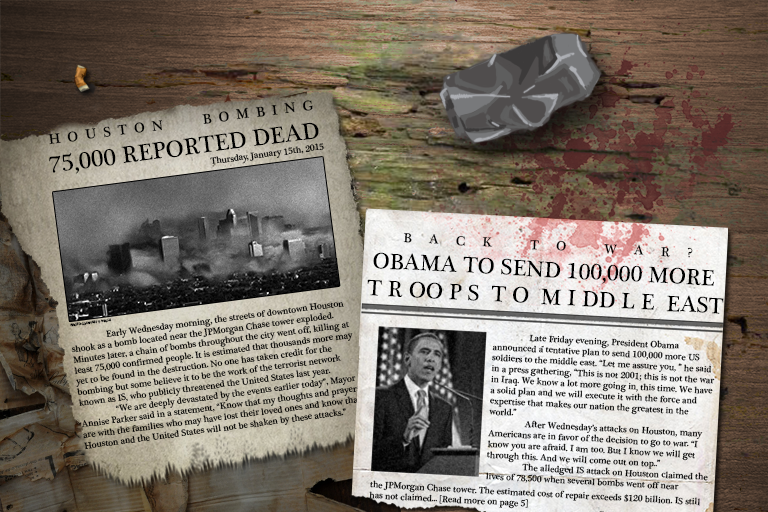 HOUSTON BOMBING
75,000 REPORTED DEAD
Thursday, January 15th, 2015
Early Wednesday morning, the streets of downtown Houston
shook as a bomb located near the JPMorgan Chase tower exploded.
Minutes later, a chain of bombs throughout the city went off, killing at
least 75,000 confirmed people. It is estimated that thousands more may
yet to be found in the destruction. No one has taken credit for the
bombing but some believe it to be the work of the terrorist network
known as IS, who publicly threatened the United States last year.
"We are deeply devastated by the events earlier today", Mayor
Annise Parker said in a statement, "Know that my thoughts and prayers
are with the families who may have lost their loved ones and know tha
Houston and the United States will not be shaken by these attacks."
BACK TO WAR?
OBAMA TO SEND 100,000 MORE
TROOPS TO MIDDLE EAST
Late Friday evening, President Obama
announced a tentative plan to send 100,000 more US
soldiers to the middle east. "Let me assure you, " he said
in a press gathering, "This is not 2001; this is not the war
in Iraq. We know a lot more going in, this time. We have
a solid plan and we will execute it with the force and
expertise that makes our nation the greatest in the
world."
After Wednesday's attacks on Houston, many
Americans are in favor of the decision to go to war. "I
know you are afraid. I am too. But I know we will get
through this. And we will come out on top.."
The alledged IS attack on Houston claimed the
lives of 78,500 when several bombs went off near
the JPMorgan Chase tower. The estimated cost of repair exceeds $120 billion. IS still
has not claimed... [Read more on page 5]